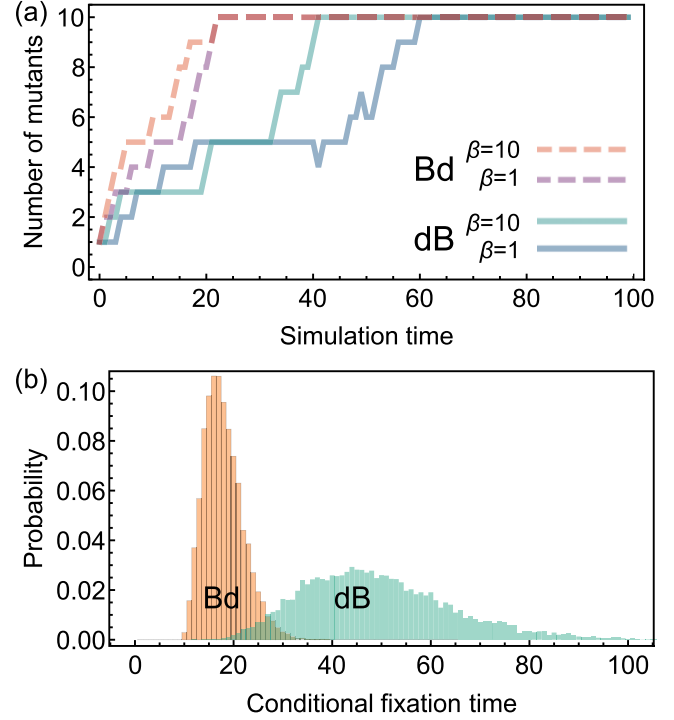 (a)
Number of mutants
10
8
6
4
2
0
Bd
β=10
β=1
dB
β=10
β=1
0 20 40 60 80 100
Simulation time
(b)
Probability
0.10
0.08
0.06
0.04
0.02
0.00
Bd dB
0 20 40 60 80 100
Conditional fixation time